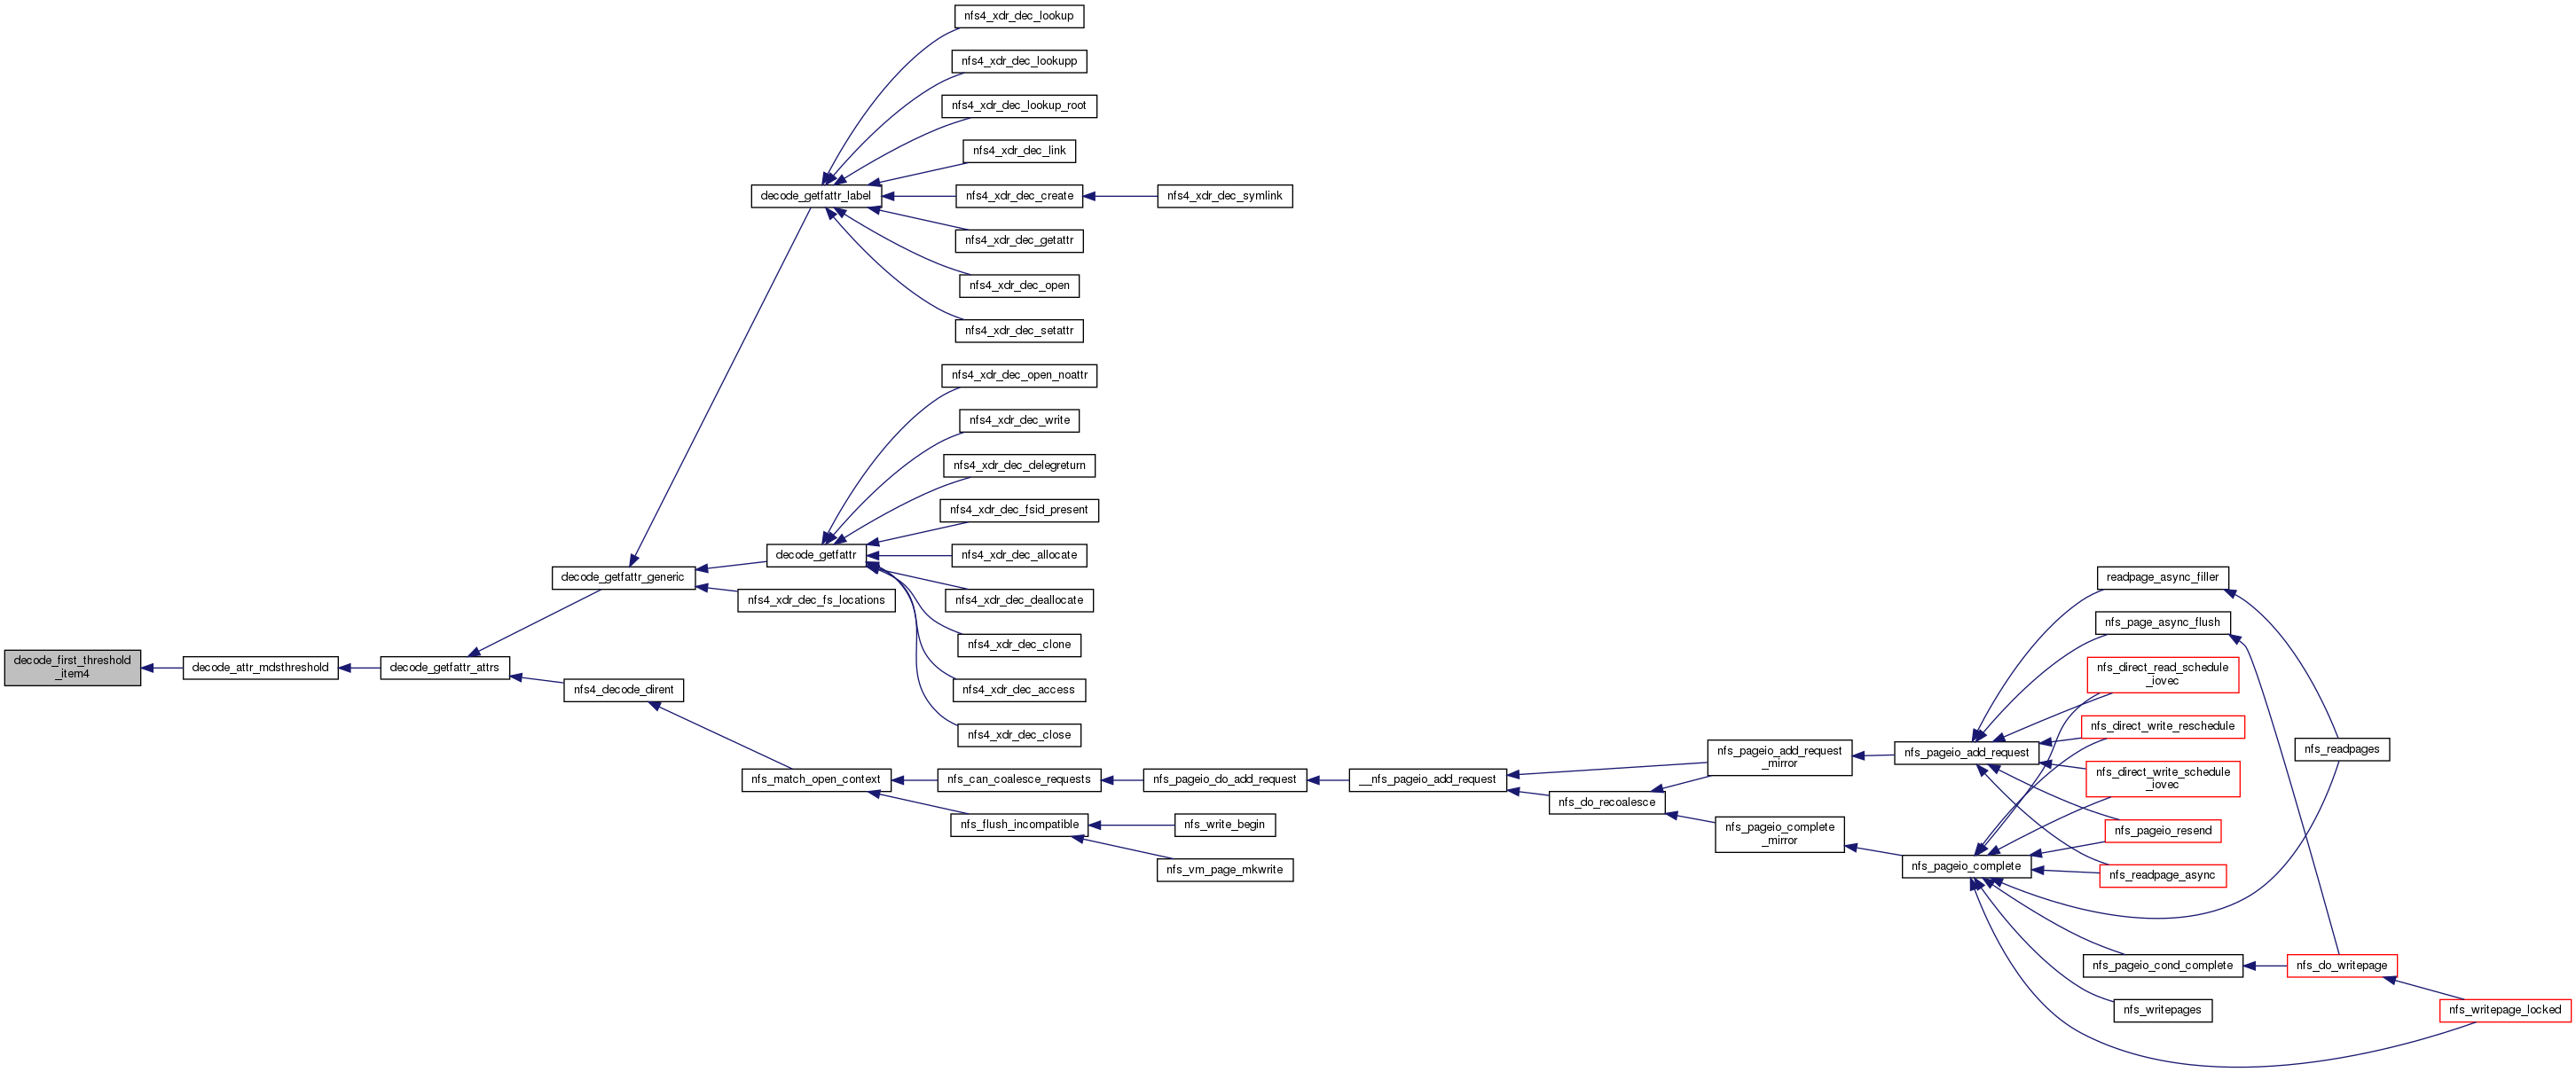 nfs4_xdr_dec_lookup
nfs4_xdr_dec_lookupp
nfs4_xdr_dec_lookup_root
nfs4_xdr_dec_link
decode_getfattr_label
nfs4_xdr_dec_create
nfs4_xdr_dec_symlink
nfs4_xdr_dec_getattr
nfs4_xdr_dec_open
nfs4_xdr_dec_setattr
nfs4_xdr_dec_open_noattr
nfs4_xdr_dec_write
nfs4_xdr_dec_delegreturn
nfs4_xdr_dec_fsid_present
decode_getfattr
nfs4_xdr_dec_allocate
decode_getfattr_generic
nfs4_xdr_dec_fs_locations
nfs4_xdr_dec_deallocate
nfs4_xdr_dec_clone
decode_first_threshold
_item4
decode_attr_mdsthreshold
decode_getfattr_attrs
nfs4_decode_dirent
nfs4_xdr_dec_access
nfs4_xdr_dec_close
nfs_match_open_context
nfs_can_coalesce_requests
nfs_pageio_do_add_request
__nfs_pageio_add_request
nfs_flush_incompatible
nfs_write_begin
nfs_vm_page_mkwrite
nfs_pageio_add_request
_mirror
nfs_do_recoalesce
nfs_pageio_complete
_mirror
nfs_pageio_add_request
nfs_pageio_complete
readpage_async_filler
nfs_page_async_flush
nfs_direct_read_schedule
_iovec
nfs_direct_write_reschedule
nfs_direct_write_schedule
_iovec
nfs_pageio_resend
nfs_readpage_async
nfs_pageio_cond_complete
nfs_writepages
nfs_readpages
nfs_do_writepage
nfs_writepage_locked